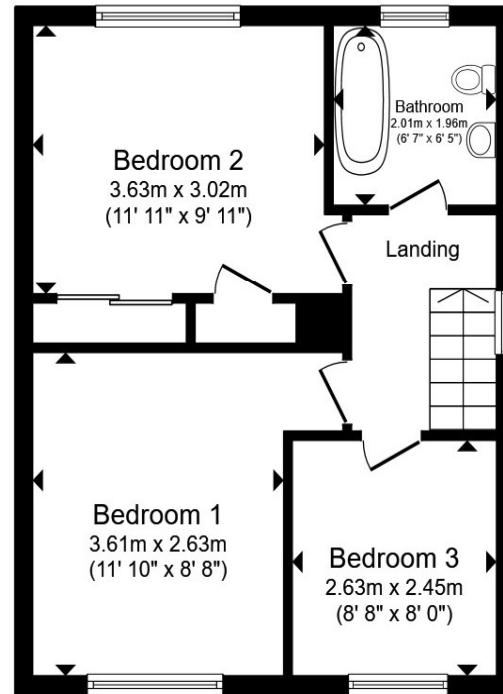 Bathroom
2.01m x 1.96m
(6' 7" x 6' 5")
Bedroom 2
3.63m x 3.02m
(11' 11" x 9' 11")
Landing
Bedroom 1
3.61m x 2.63m
(11' 10" x 8' 8")
Bedroom 3
2.63m x 2.45m
(8' 8" x 8' 0")